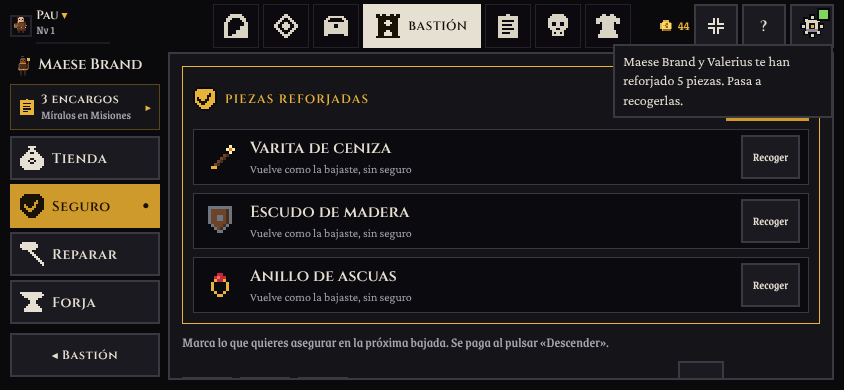 Pau ▾
Nv 1
BASTIÓN
44
?
Maese Brand
Maese Brand y Valerius te han
reforjado 5 piezas. Pasa a
recogerlas.
3 ENCARGOS
Míralos en Misiones
Tienda
Seguro
Reparar
Forja
◂ Bastión
PIEZAS REFORJADAS
Varita de ceniza
Vuelve como la bajaste, sin seguro
Recoger
Escudo de madera
Vuelve como la bajaste, sin seguro
Recoger
Anillo de ascuas
Vuelve como la bajaste, sin seguro
Recoger
Marca lo que quieres asegurar en la próxima bajada. Se paga al pulsar «Descender».